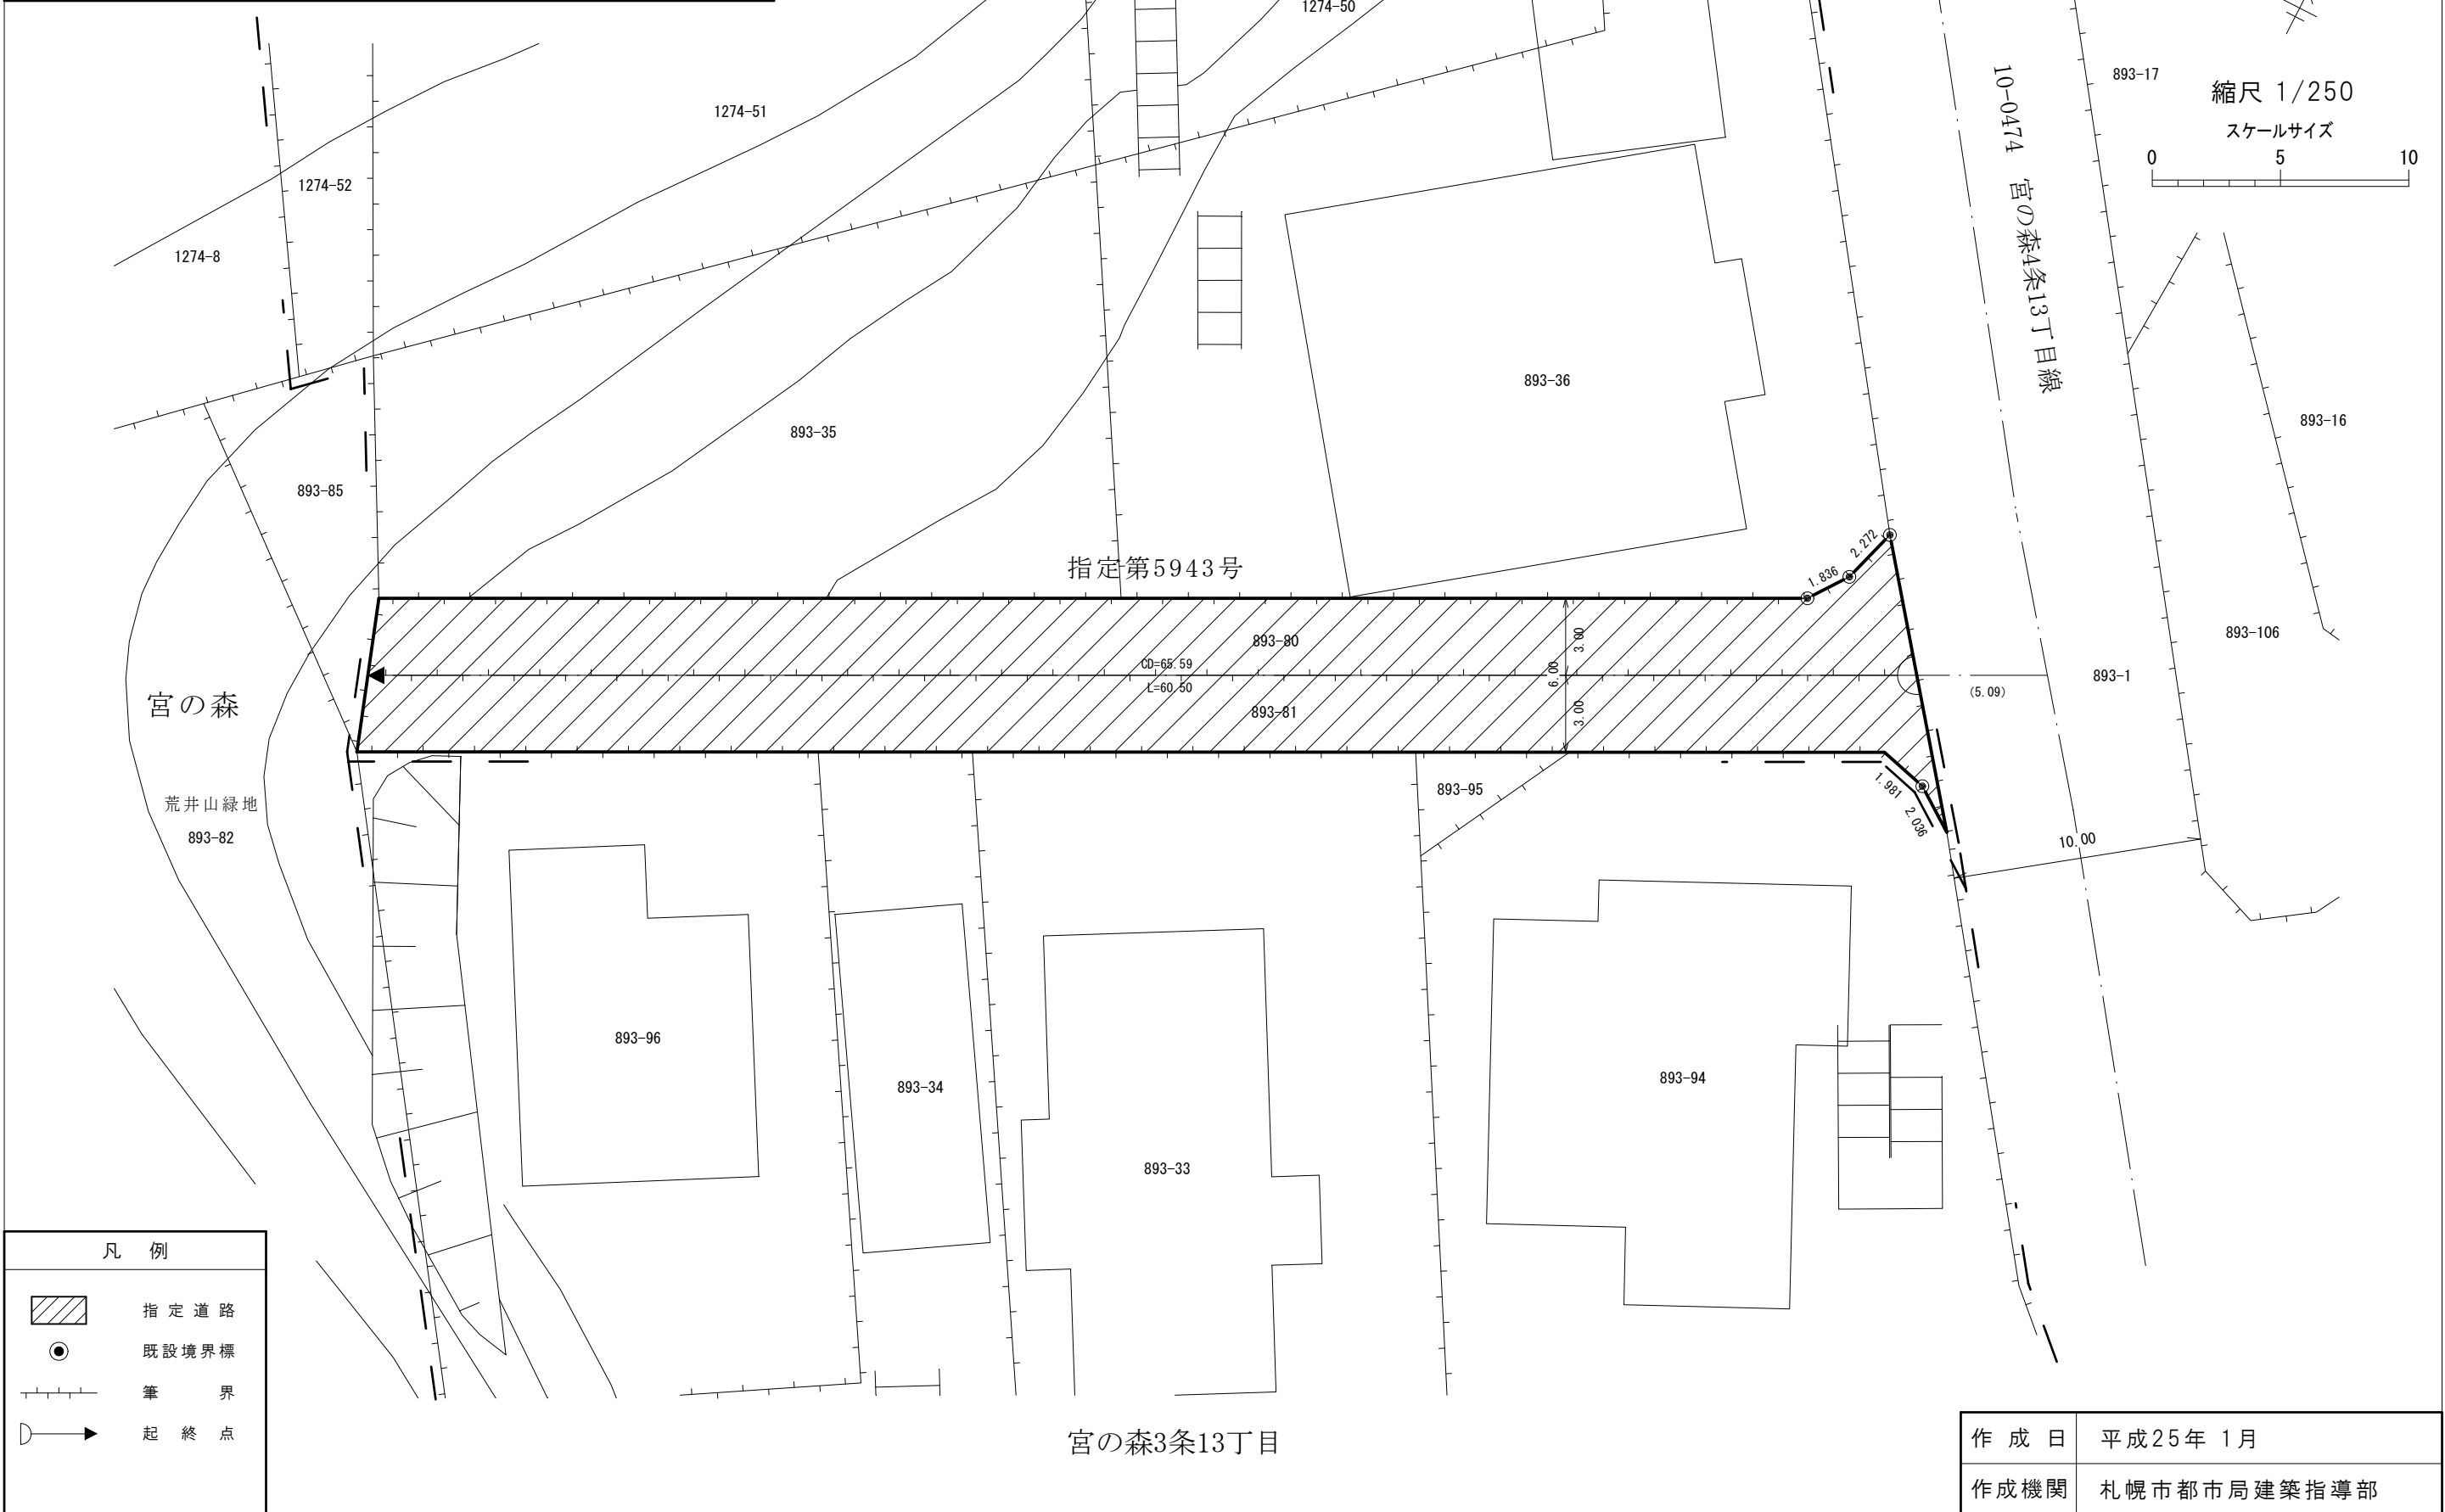 1274-50
893-17
縮尺 1/250
スケールサイズ
0 5 10
10-0474 宮の森4条13丁目線
1274-51
1274-52
1274-8
893-36
893-16
893-35
893-85
指定第5943号
2.272
1.836
893-80
3.00
893-106
CD=65.59
6.00
893-1
L=60.50
(5.09)
宮の森
893-81
3.00
893-95
1.981
2.036
荒井山緑地
893-82
10.00
893-96
893-34
893-94
893-33
凡例
指定道路
既設境界標
筆界
起終点
宮の森3条13丁目
作成日 平成25年 1月
作成機関 札幌市都市局建築指導部